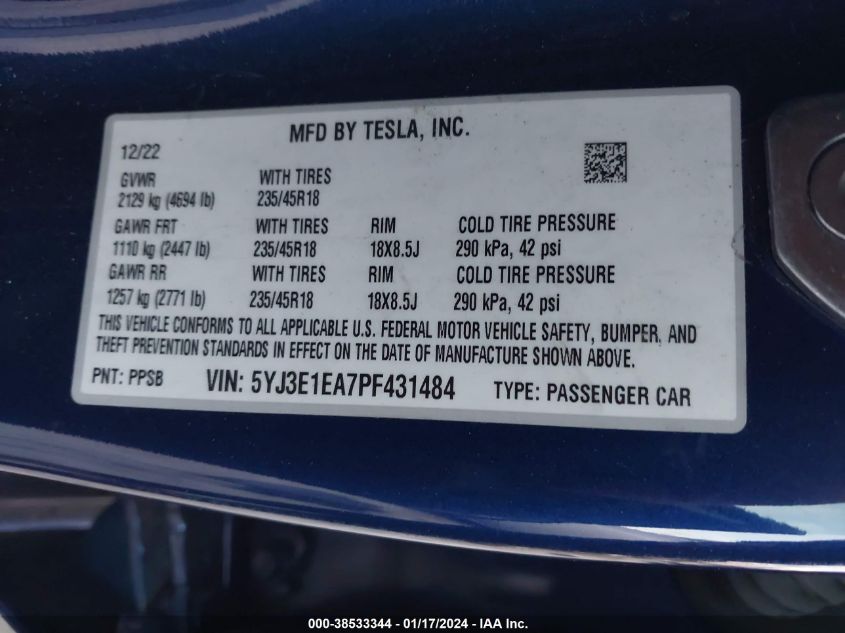 MFD BY TESLA, INC.
12/22
GVWR WITH TIRES
2129 kg (4694 lb) 235/45R18
GAWR FRT WITH TIRES RIM COLD TIRE PRESSURE
1110 kg (2447 lb) 235/45R18 18X8.5J 290 kPa, 42 psi
GAWR RR WITH TIRES RIM COLD TIRE PRESSURE
1257 kg (2771 lb) 235/45R18 18X8.5J 290 kPa, 42 psi
THIS VEHICLE CONFORMS TO ALL APPLICABLE U.S. FEDERAL MOTOR VEHICLE SAFETY, BUMPER, AND
THEFT PREVENTION STANDARDS IN EFFECT ON THE DATE OF MANUFACTURE SHOWN ABOVE.
PNT: PPSB VIN: 5YJ3E1EA7PF431484 TYPE: PASSENGER CAR
000-38533344 - 01/17/2024 - IAA Inc.